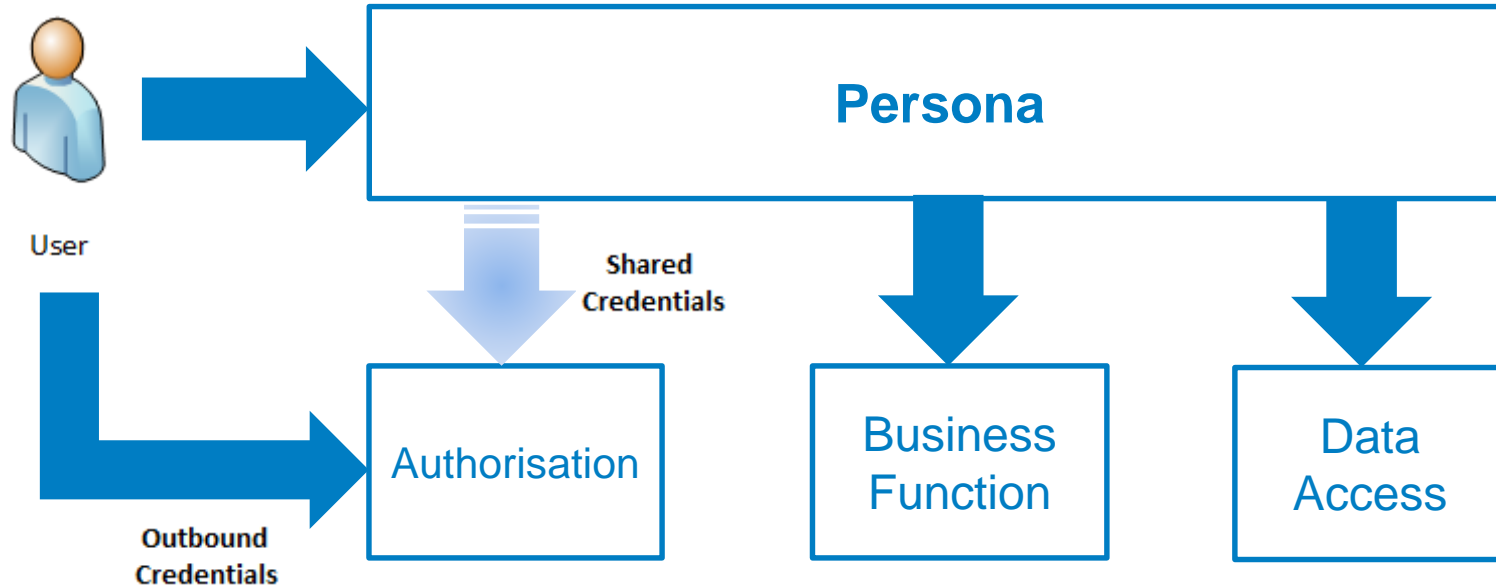 Persona
User
Shared
Credentials
Authorisation
Business
Function
Data
Access
Outbound
Credentials